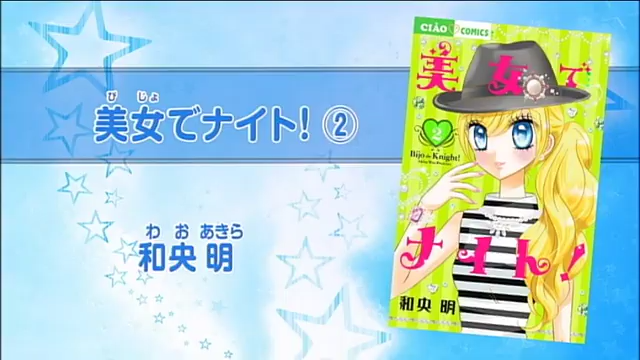 び じょ
美女でナイト! ②
わ お あきら
和央 明
CIAO COMICS
美女で
2
Bijo de Knight!
ナイト!
和央 明